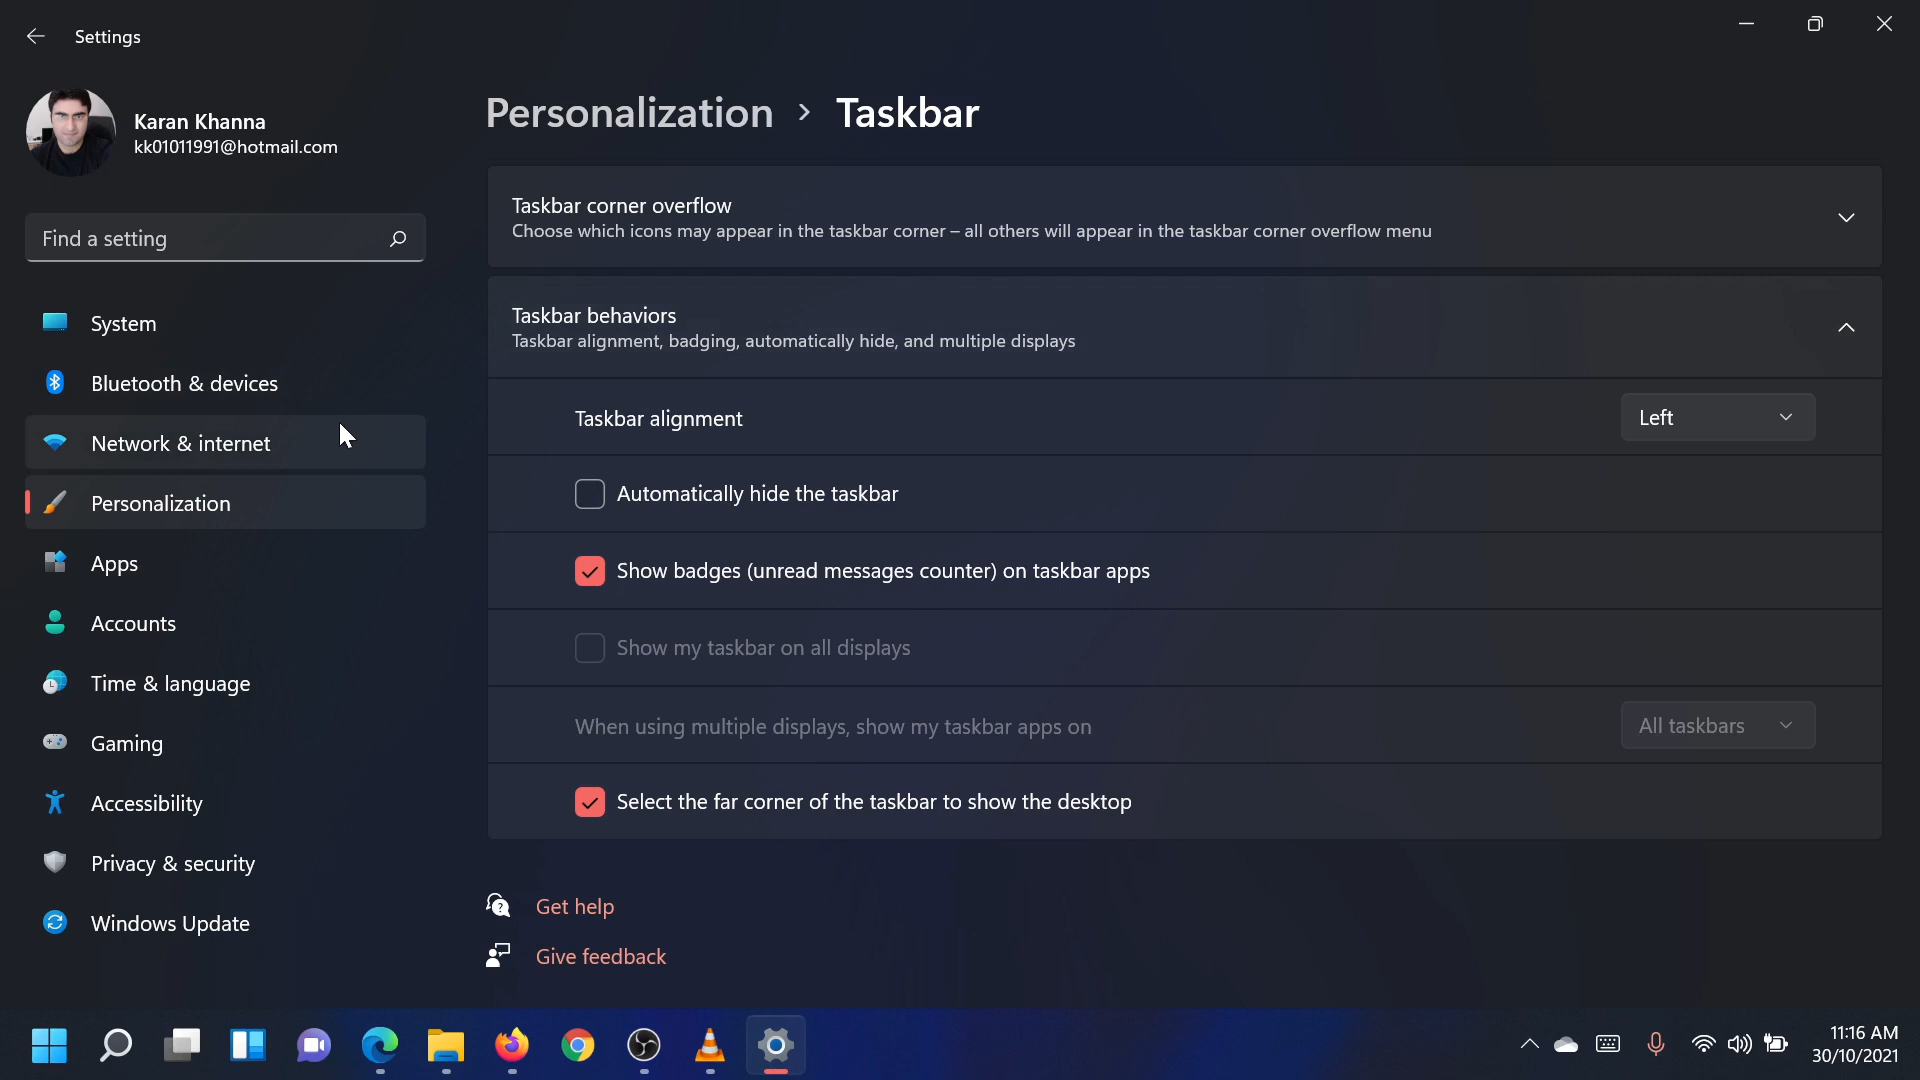 Settings
Karan Khanna
kk01011991@hotmail.com
Find a setting
System
Bluetooth & devices
Network & internet
Personalization
Apps
Accounts
Time & language
Gaming
Accessibility
Privacy & security
Windows Update
Personalization > Taskbar
Taskbar corner overflow
Choose which icons may appear in the taskbar corner – all others will appear in the taskbar corner overflow menu
Taskbar behaviors
Taskbar alignment, badging, automatically hide, and multiple displays
Taskbar alignment
Left
Automatically hide the taskbar
Show badges (unread messages counter) on taskbar apps
Show my taskbar on all displays
When using multiple displays, show my taskbar apps on
All taskbars
Select the far corner of the taskbar to show the desktop
Get help
Give feedback
11:16 AM
30/10/2021